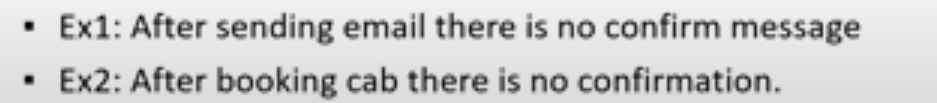 ▪ Ex1: After sending email there is no confirm message
▪ Ex2: After booking cab there is no confirmation.